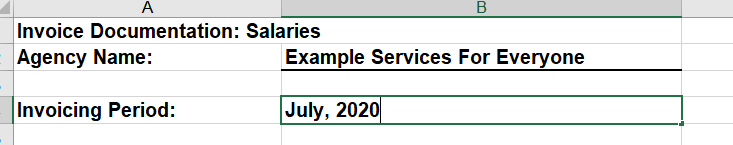 A B
Invoice Documentation: Salaries
Agency Name: Example Services For Everyone
Invoicing Period: July, 2020